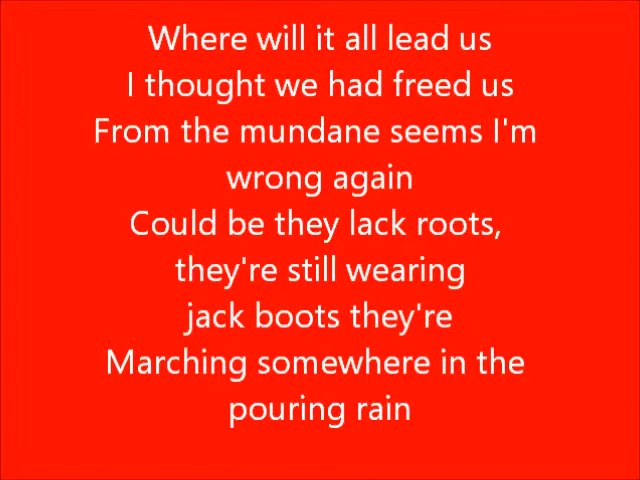 Where will it all lead us
I thought we had freed us
From the mundane seems I'm
wrong again
Could be they lack roots,
they're still wearing
jack boots they're
Marching somewhere in the
pouring rain